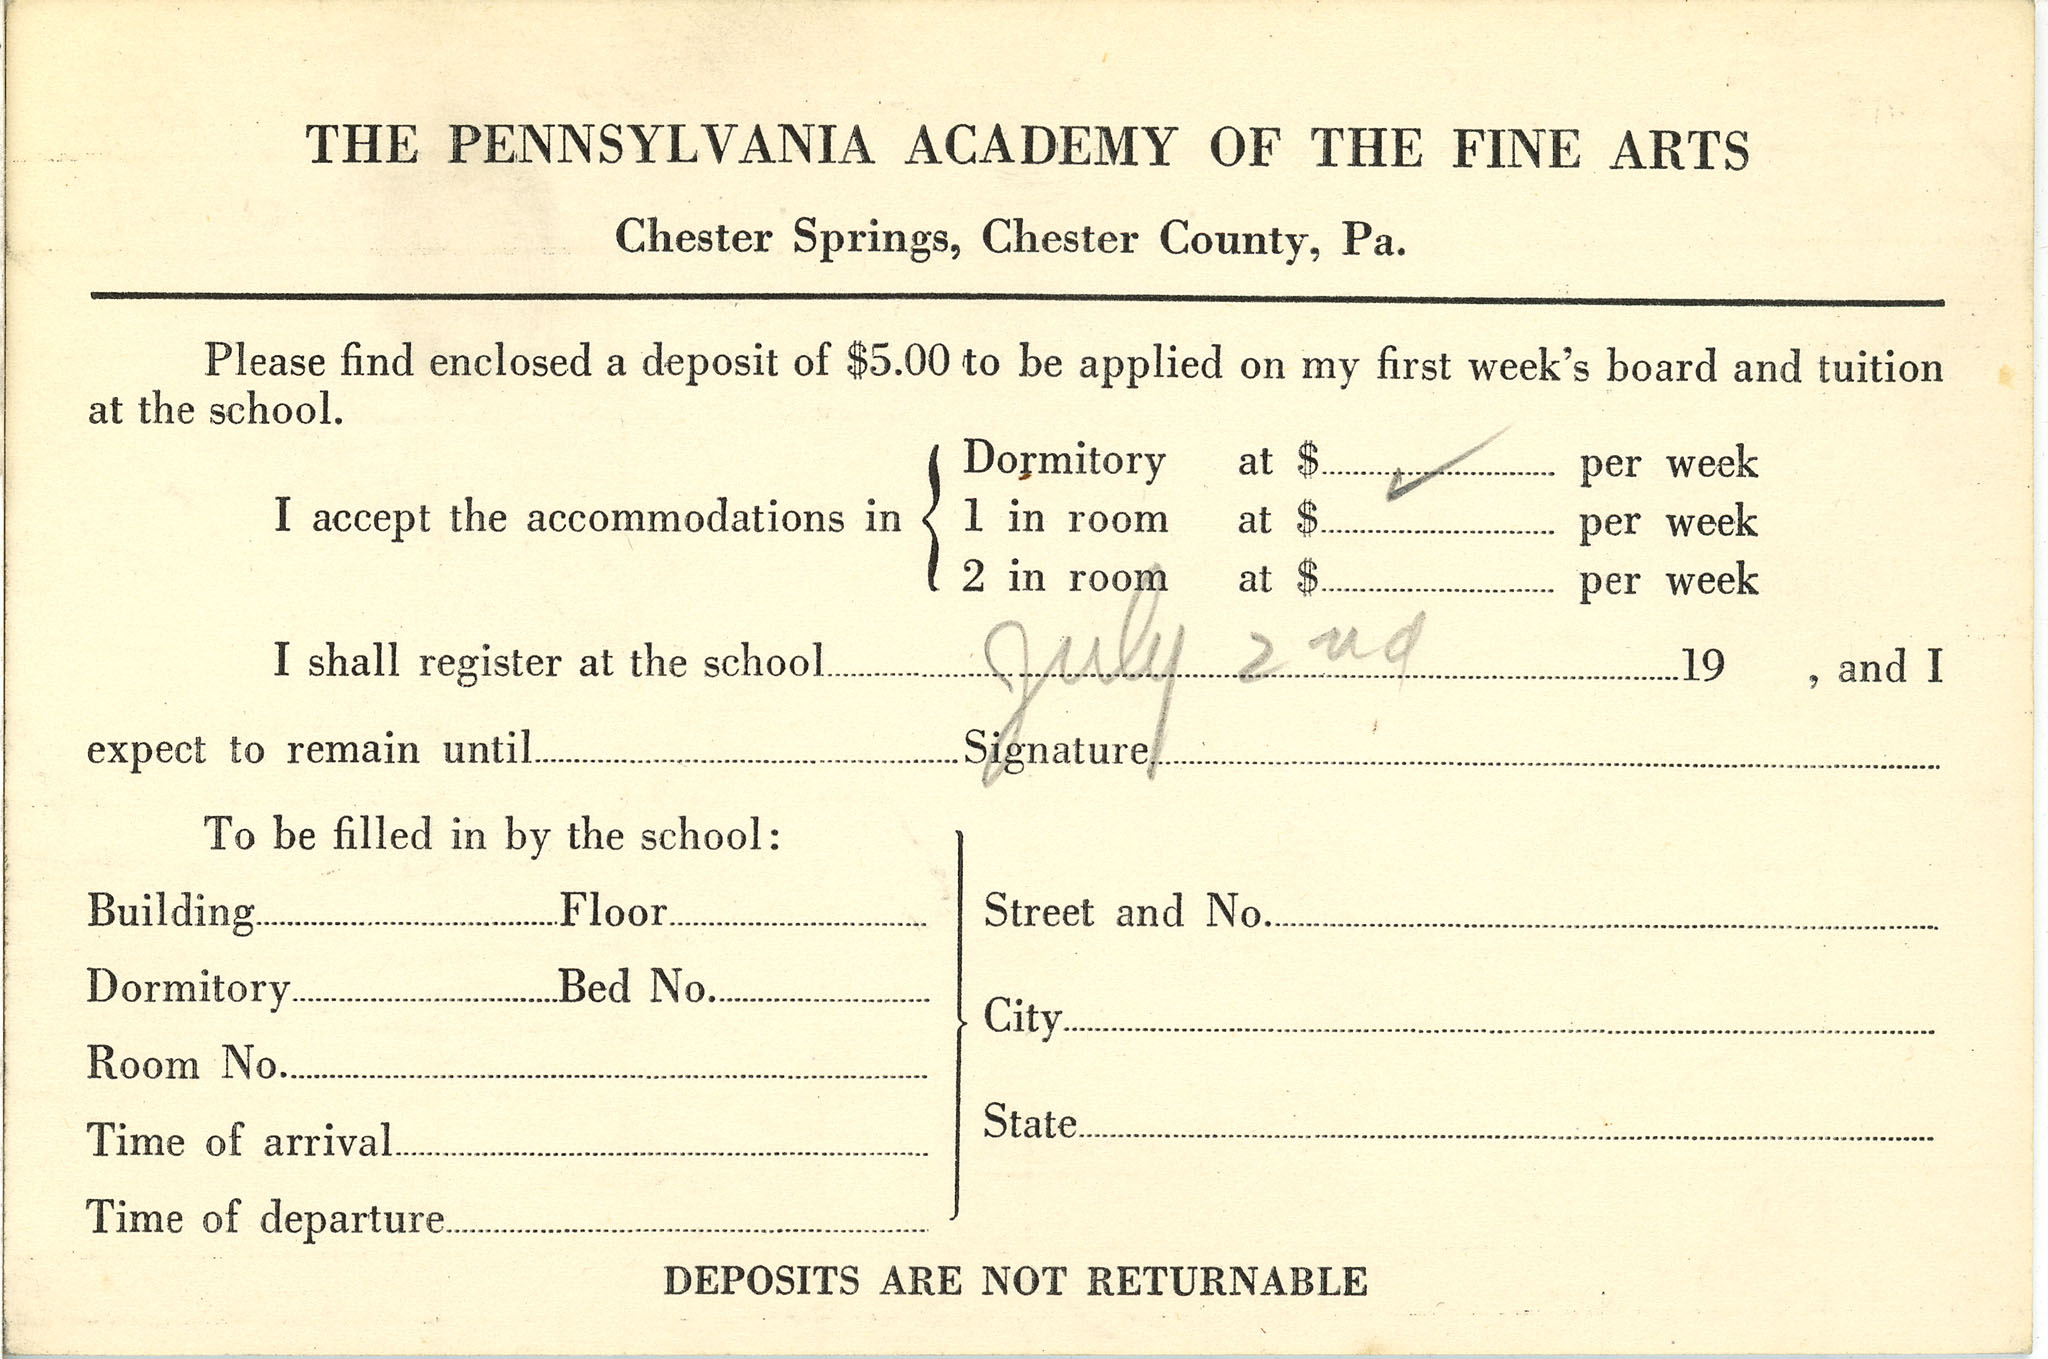 THE PENNSYLVANIA ACADEMY OF THE FINE ARTS
Chester Springs, Chester County, Pa.
Please find enclosed a deposit of $5.00 to be applied on my first week's board and tuition
at the school.
I accept the accommodations in
Dormitory at $ ✓ per week
1 in room at $ per week
2 in room at $ per week
I shall register at the school July 2nd 19 , and I
expect to remain until Signature
To be filled in by the school:
Building Floor
Dormitory Bed No.
Room No.
Time of arrival
Time of departure
Street and No.
City
State
DEPOSITS ARE NOT RETURNABLE